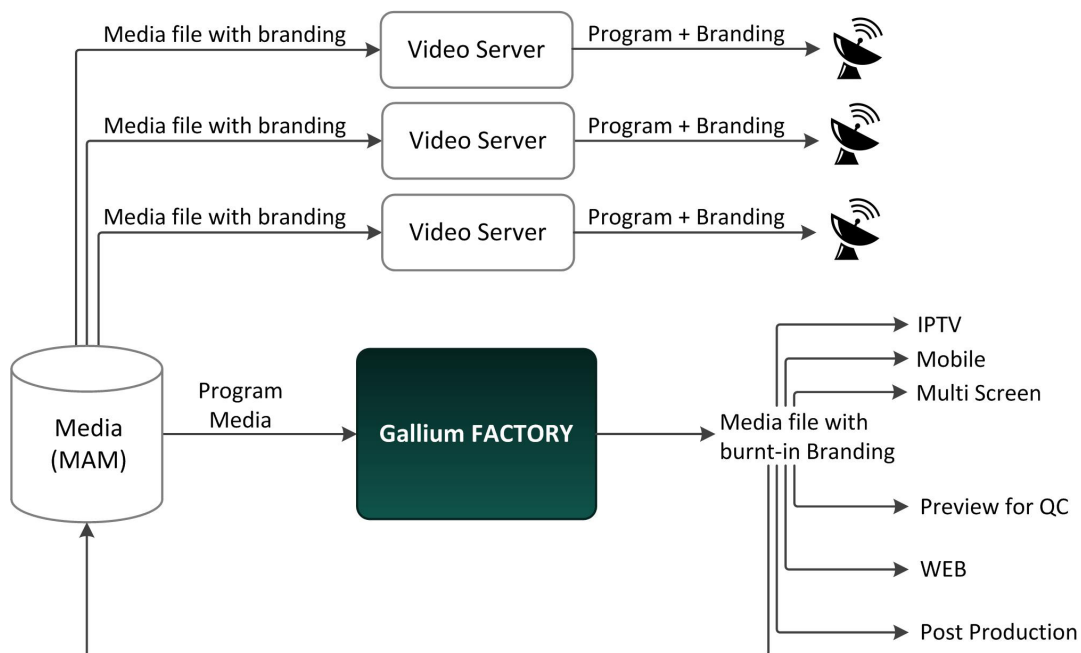 Media file with branding
Video Server
Program + Branding
Media file with branding
Video Server
Program + Branding
Media file with branding
Video Server
Program + Branding
Media
(MAM)
Program
Media
Gallium FACTORY
Media file with
burnt-in Branding
IPTV
Mobile
Multi Screen
Preview for QC
WEB
Post Production